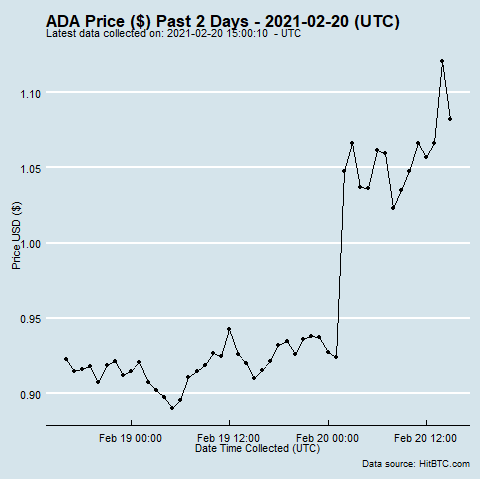 ADA Price ($) Past 2 Days - 2021-02-20 (UTC)
Latest data collected on: 2021-02-20 15:00:10 - UTC
1.10
1.05
1.00
0.95
0.90
Price USD ($)
Feb 19 00:00 Feb 19 12:00 Feb 20 00:00 Feb 20 12:00
Date Time Collected (UTC)
Data source: HitBTC.com